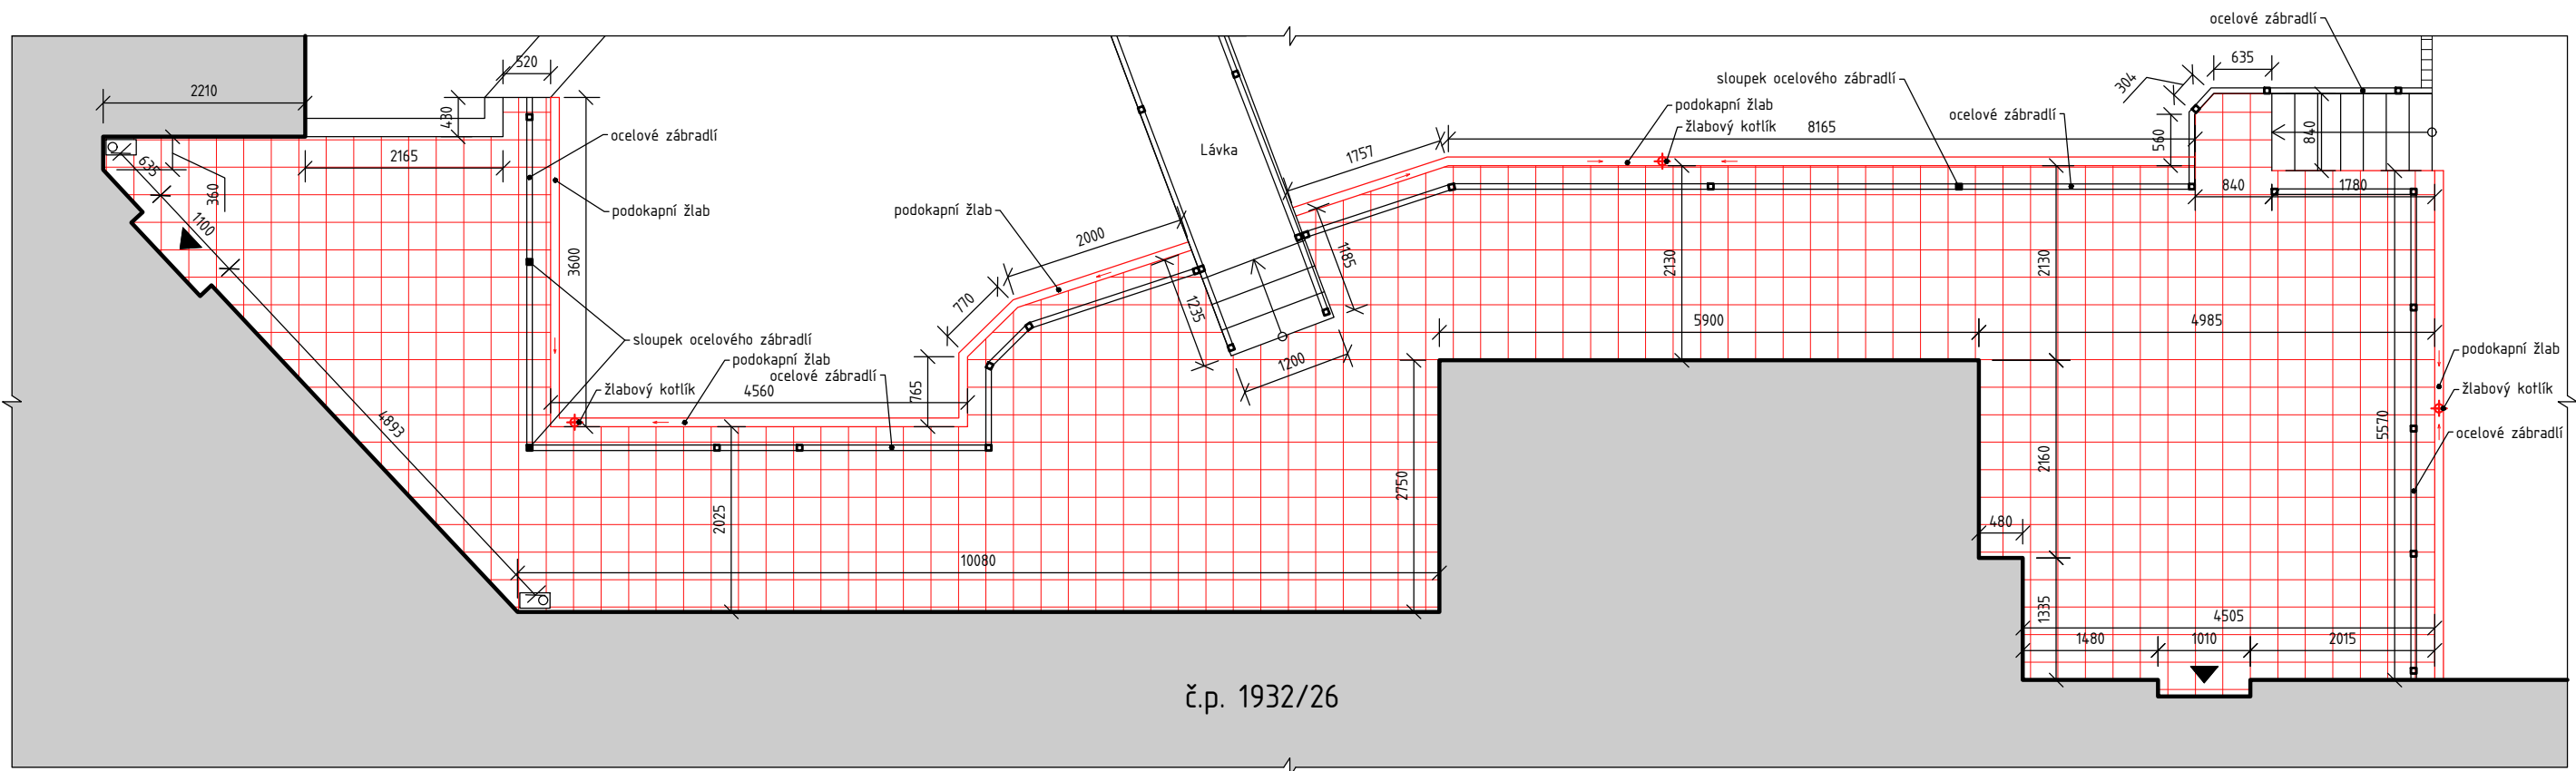 ocelové zábradlí
520
635
304
2210
430
sloupek ocelového zábradlí
podokapní žlab
žlabový kotlík
8165
ocelové zábradlí
560
840
ocelové zábradlí
Lávka
1757
2165
635
360
1100
840
1780
podokapní žlab
podokapní žlab
2000
1185
3600
2130
2130
770
1235
5900
4985
sloupek ocelového zábradlí
podokapní žlab
ocelové zábradlí
1200
podokapní žlab
žlabový kotlík
4560
765
žlabový kotlík
4893
5570
ocelové zábradlí
2750
2160
2025
480
10080
1335
4505
1480
1010
2015
č.p. 1932/26